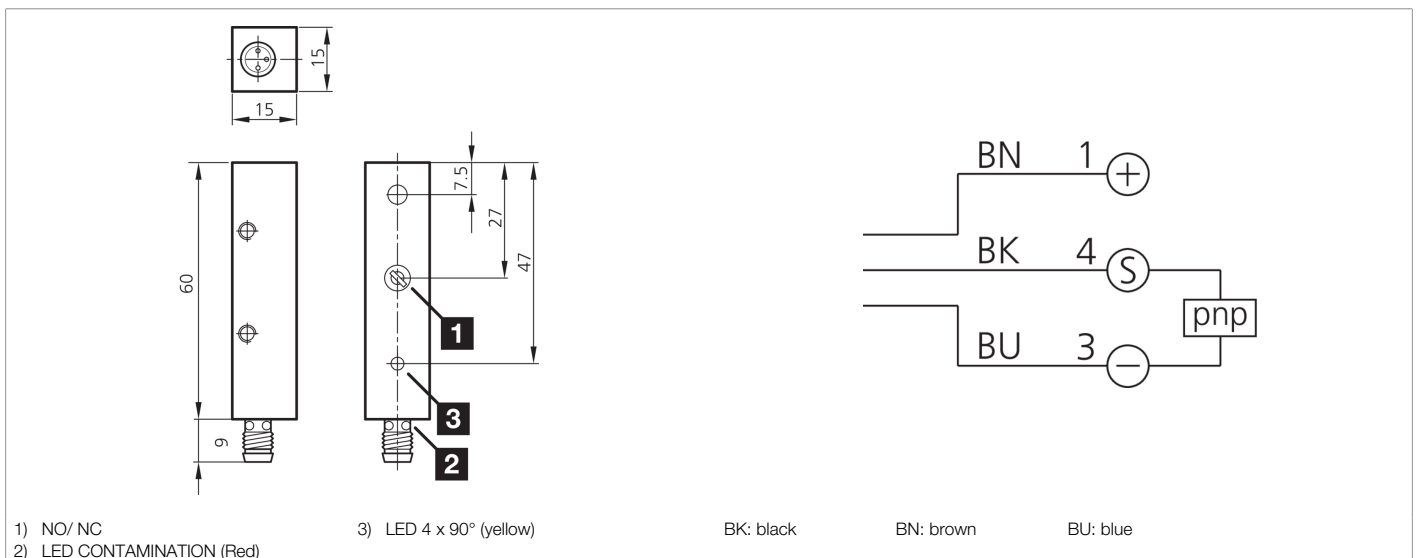 15
15
7.5
27
47
60
9
1
3
2
BN 1 +
BK 4 S
pnp
BU 3 −
1) NO/ NC 3) LED 4 x 90° (yellow) BK: black BN: brown BU: blue
2) LED CONTAMINATION (Red)